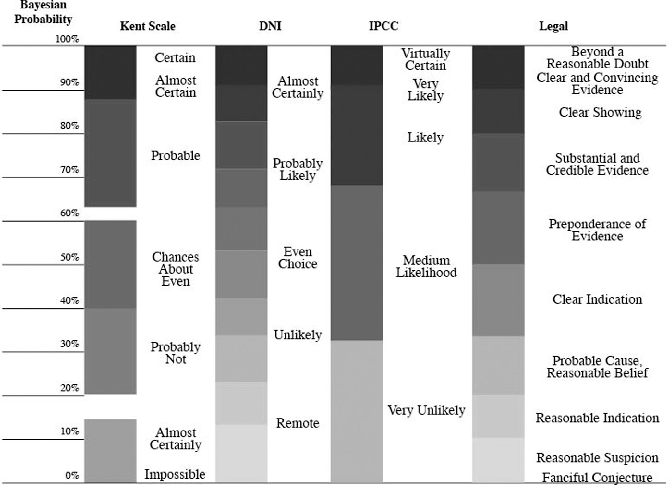 Bayesian
Probability
Kent Scale
DNI
IPCC
Legal
100%
90%
80%
70%
60%
50%
40%
30%
20%
10%
0%
Certain
Almost
Certain
Probable
Chances
About
Even
Probably
Not
Almost
Certainly
Impossible
Almost
Certainly
Probably
Likely
Even
Choice
Unlikely
Remote
Virtually
Certain
Very
Likely
Likely
Medium
Likelihood
Very Unlikely
Beyond a
Reasonable Doubt
Clear and Convincing
Evidence
Clear Showing
Substantial and
Credible Evidence
Preponderance of
Evidence
Clear Indication
Probable Cause,
Reasonable Belief
Reasonable Indication
Reasonable Suspicion
Fanciful Conjecture